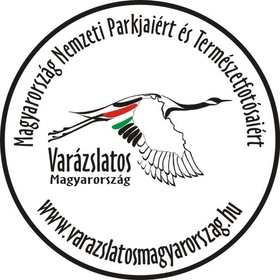 Magyarország Nemzeti Parkjaiért és Természetfotósaiért
Varázslatos
Magyarország
www.varazslatosmagyarorszag.hu